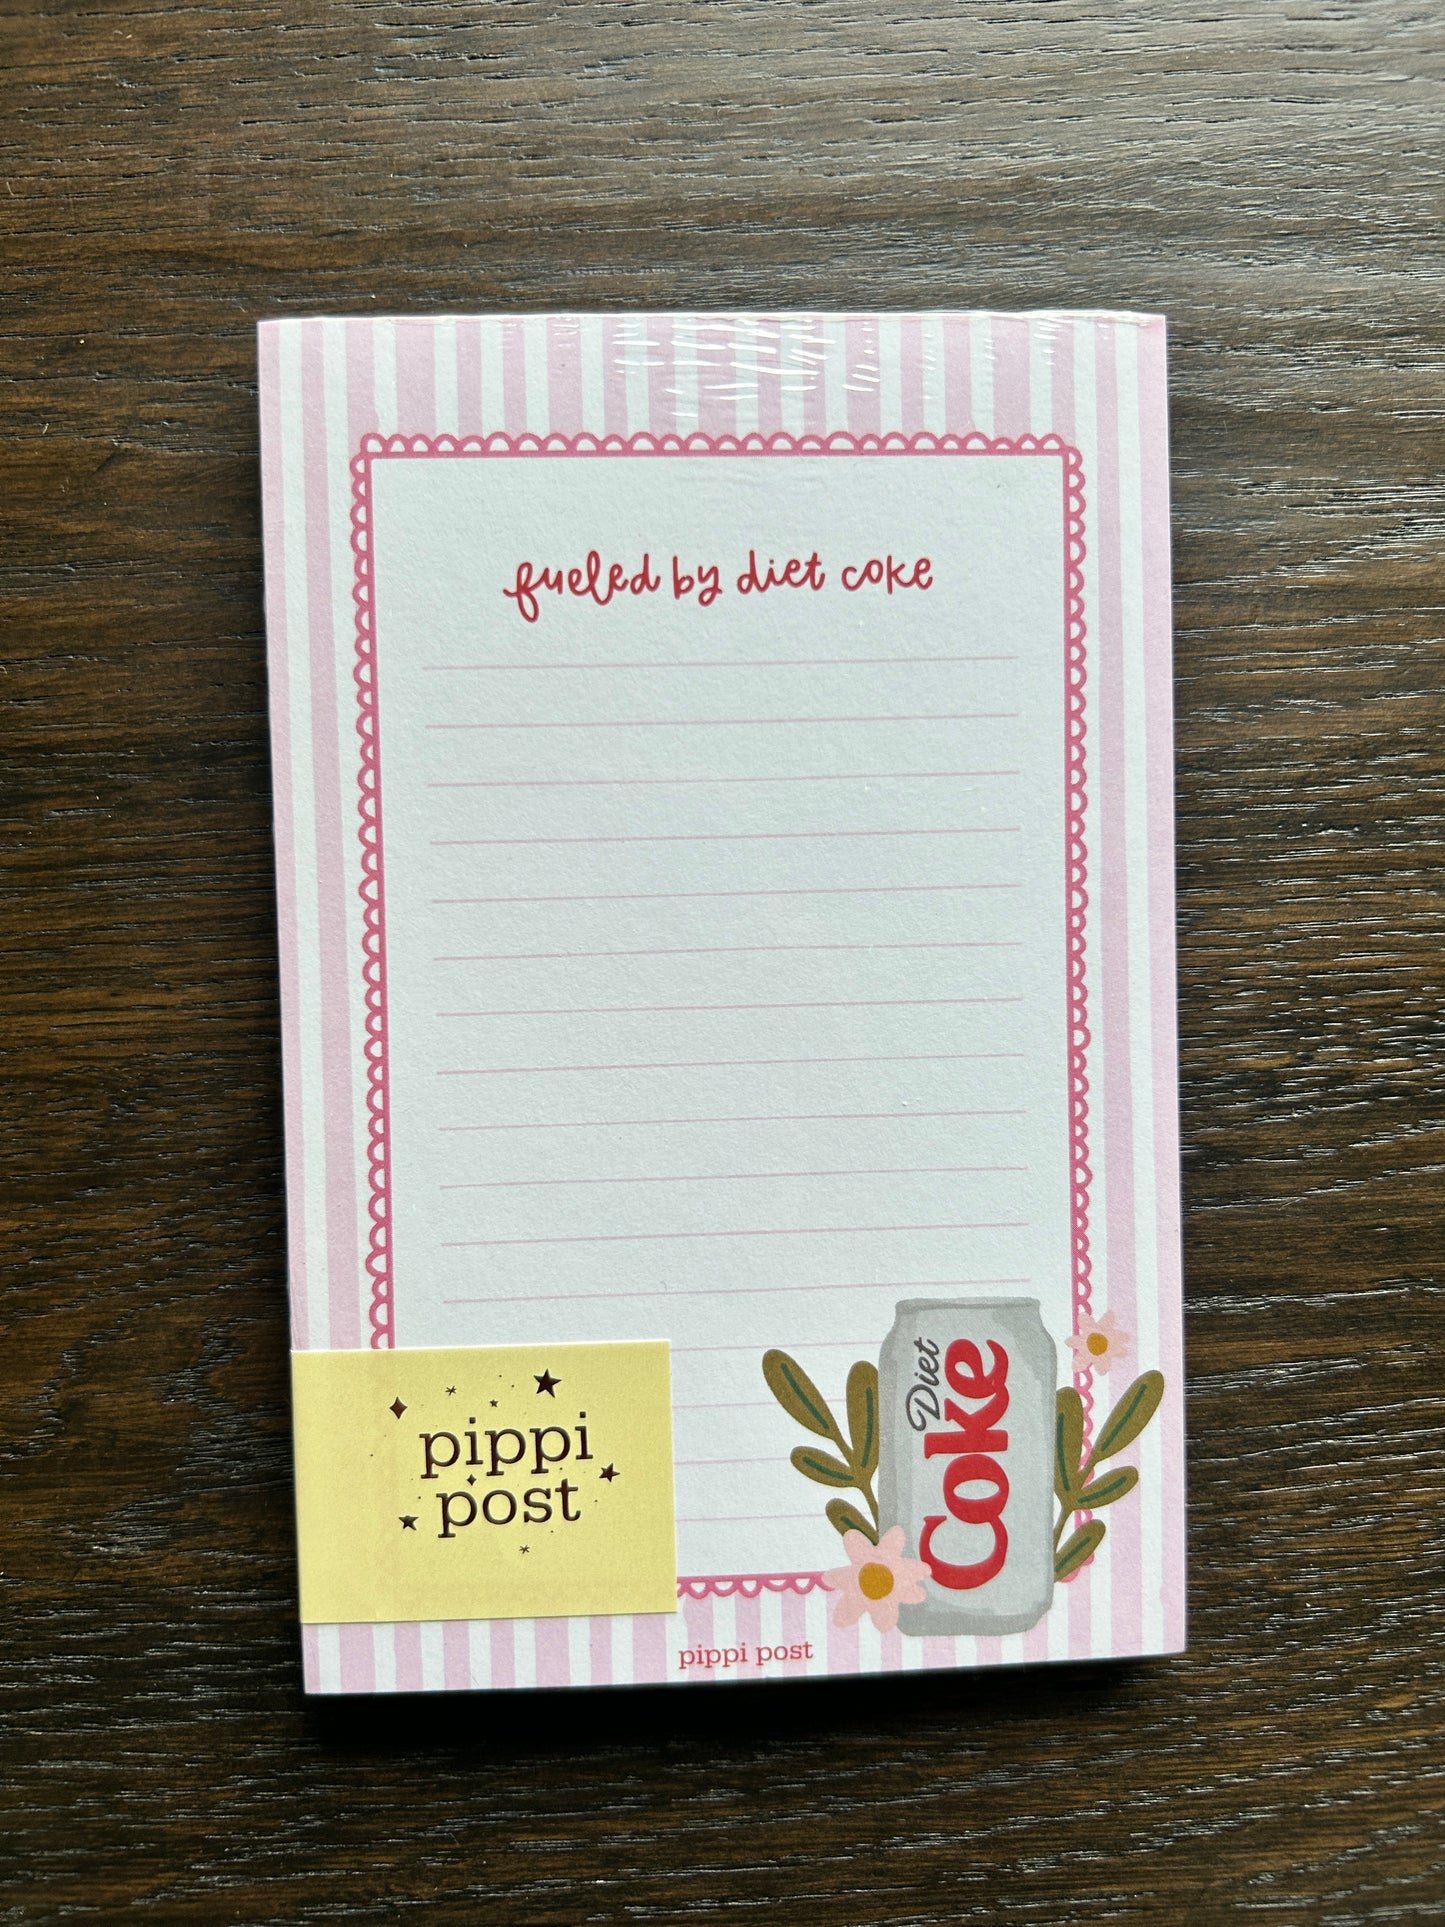 fueled by diet coke
Diet
Coke
pippi
post
pippi post